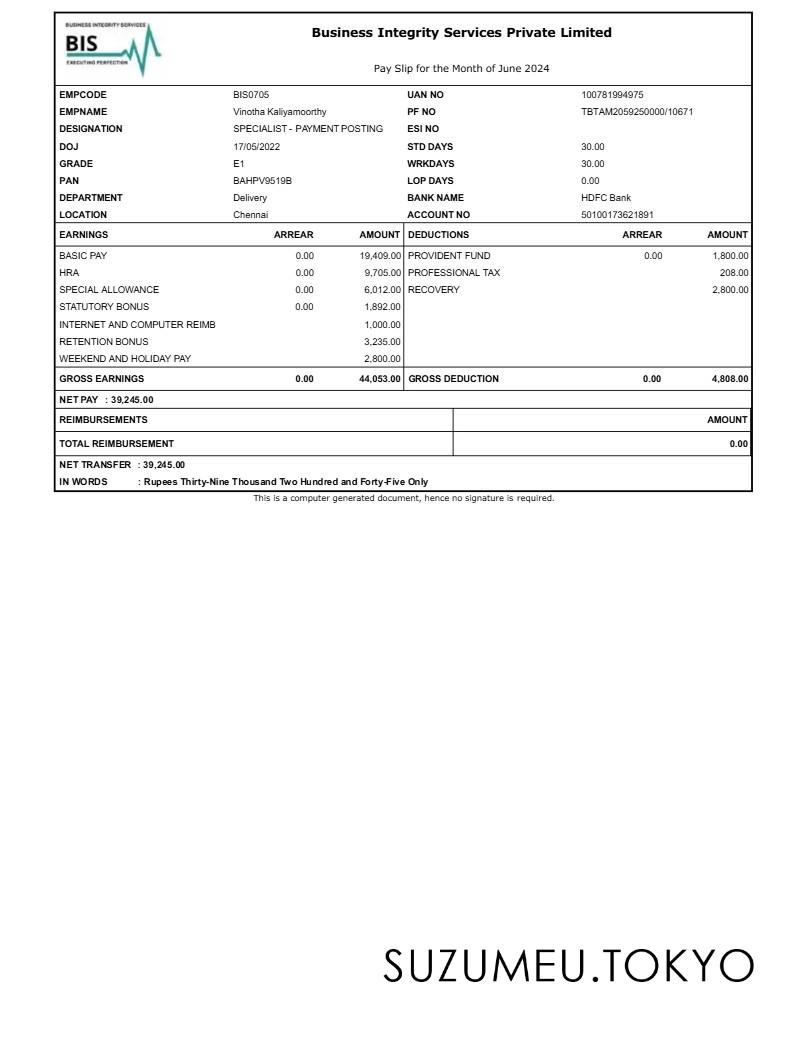 BUSINESS INTEGRITY SERVICES
BIS
EXECUTING PERFECTION
Business Integrity Services Private Limited
Pay Slip for the Month of June 2024
EMPCODE BIS0705 UAN NO 100781994975
EMPNAME Vinotha Kaliyamoorthy PF NO TBTAM2059250000/10671
DESIGNATION SPECIALIST - PAYMENT POSTING ESI NO
DOJ 17/05/2022 STD DAYS 30.00
GRADE E1 WRKDAYS 30.00
PAN BAHPV9519B LOP DAYS 0.00
DEPARTMENT Delivery BANK NAME HDFC Bank
LOCATION Chennai ACCOUNT NO 50100173621891
EARNINGS ARREAR AMOUNT DEDUCTIONS ARREAR AMOUNT
BASIC PAY 0.00 19,409.00 PROVIDENT FUND 0.00 1,800.00
HRA 0.00 9,705.00 PROFESSIONAL TAX 208.00
SPECIAL ALLOWANCE 0.00 6,012.00 RECOVERY 2,800.00
STATUTORY BONUS 0.00 1,892.00
INTERNET AND COMPUTER REIMB 1,000.00
RETENTION BONUS 3,235.00
WEEKEND AND HOLIDAY PAY 2,800.00
GROSS EARNINGS 0.00 44,053.00 GROSS DEDUCTION 0.00 4,808.00
NET PAY : 39,245.00
REIMBURSEMENTS AMOUNT
TOTAL REIMBURSEMENT 0.00
NET TRANSFER : 39,245.00
IN WORDS : Rupees Thirty-Nine Thousand Two Hundred and Forty-Five Only
This is a computer generated document, hence no signature is required.
SUZUMEU.TOKYO